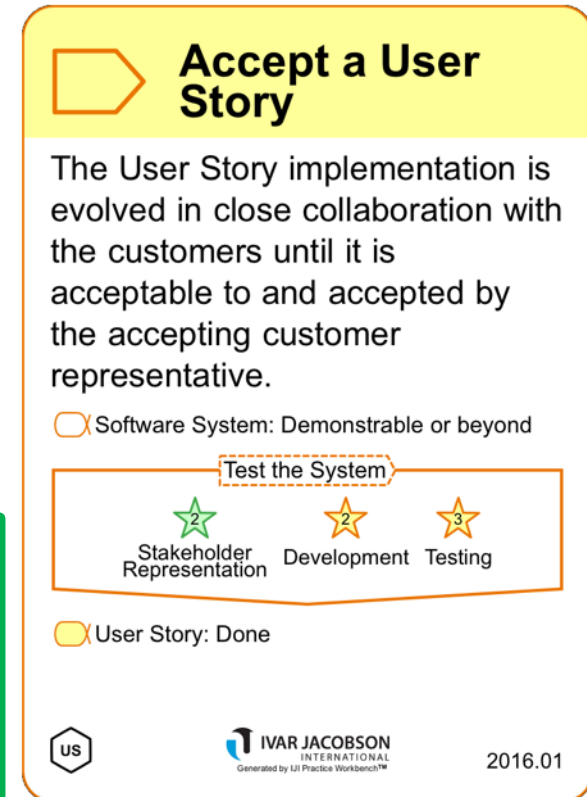 Accept a User
Story
The User Story implementation is
evolved in close collaboration with
the customers until it is
acceptable to and accepted by
the accepting customer
representative.
Software System: Demonstrable or beyond
Test the System
2
2
3
Stakeholder
Representation
Development
Testing
User Story: Done
US
IVAR JACOBSON
INTERNATIONAL
Generated by IJI Practice Workbench™
2016.01